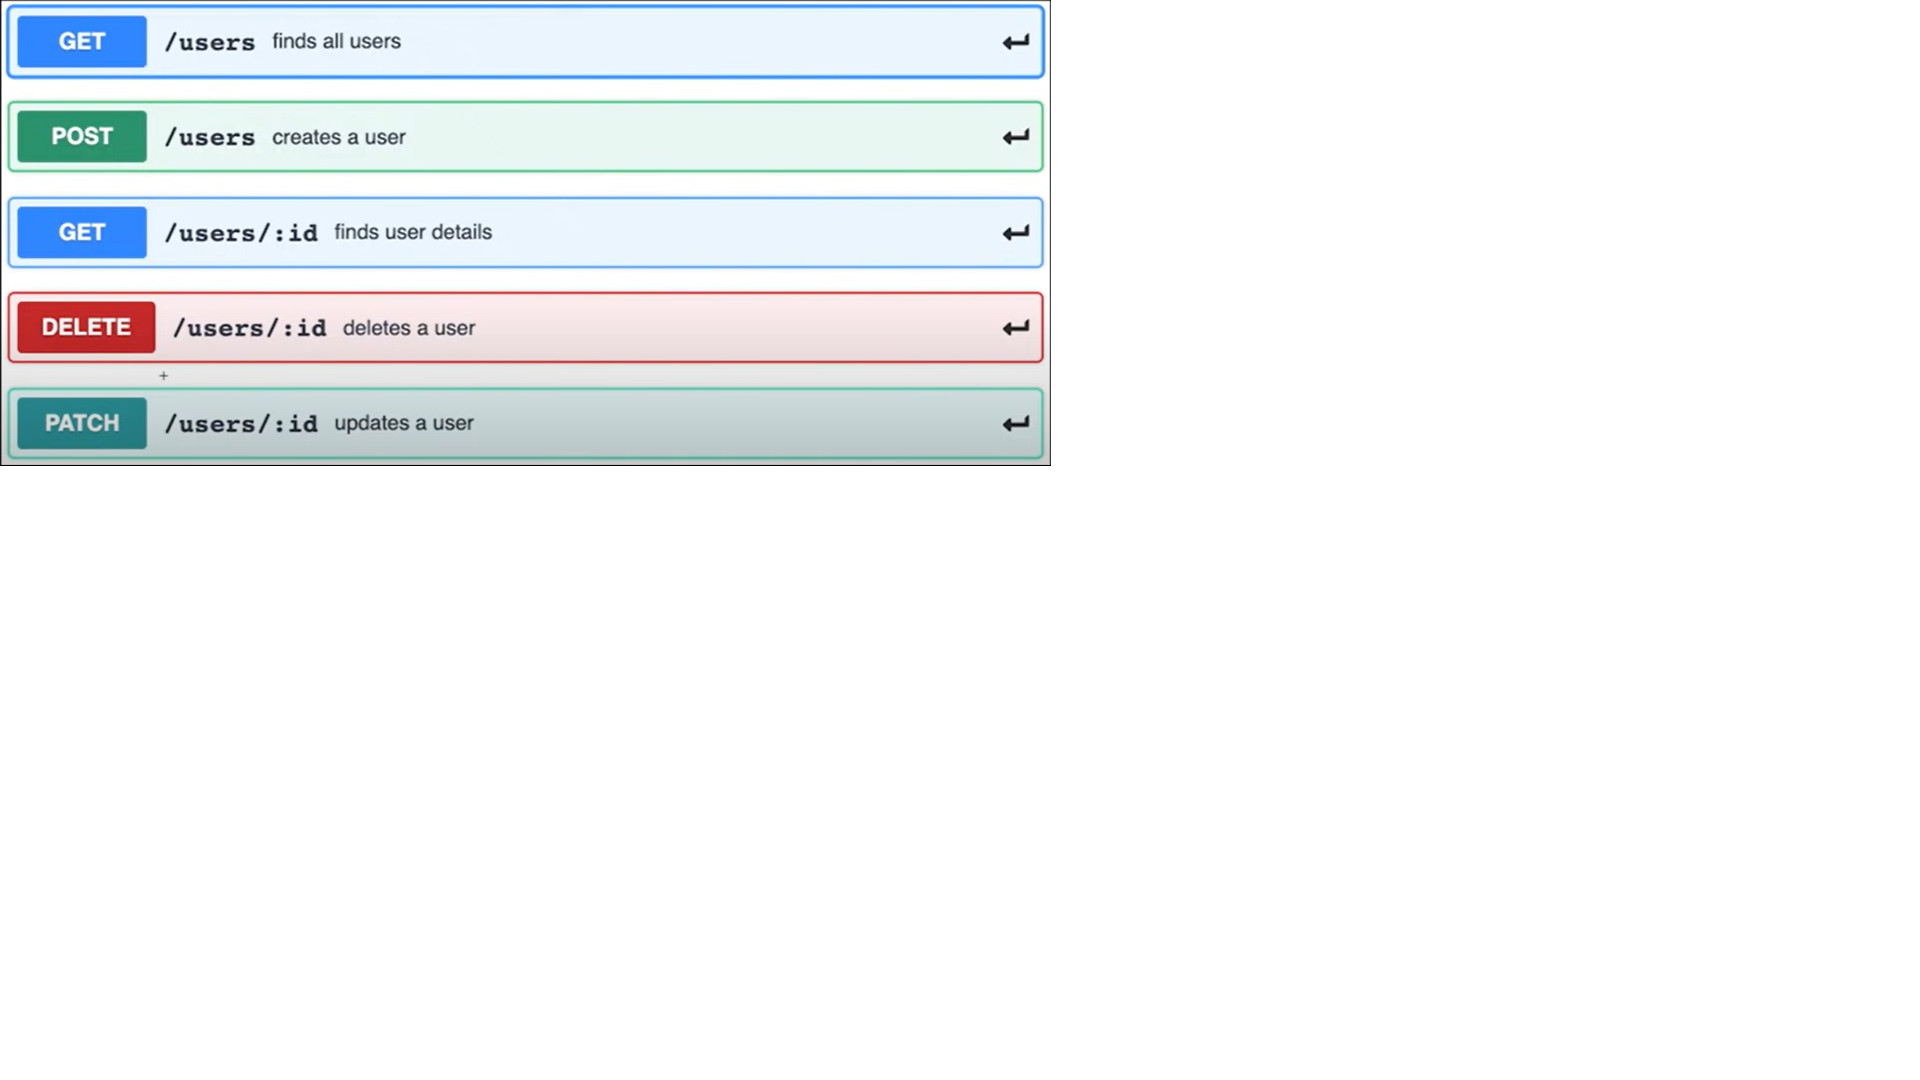 GET /users finds all users
POST /users creates a user
GET /users/:id finds user details
DELETE /users/:id deletes a user
PATCH /users/:id updates a user